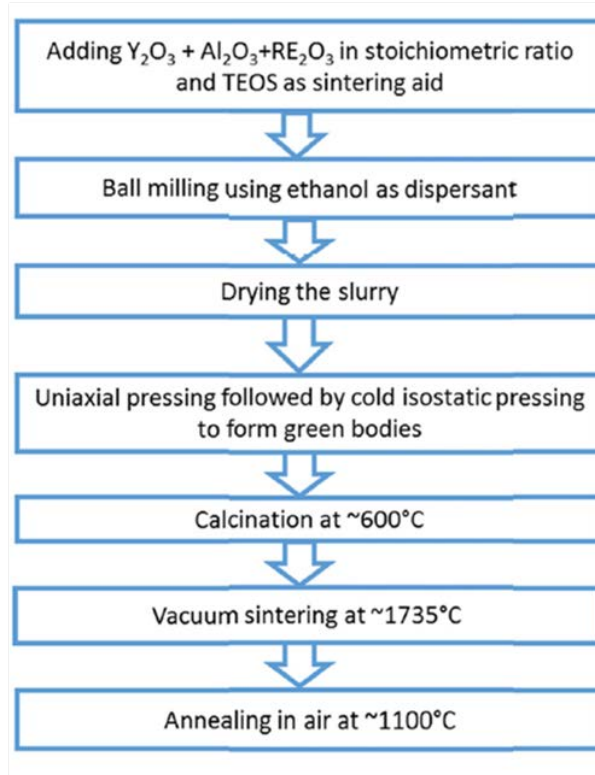 Adding Y₂O₃ + Al₂O₃+RE₂O₃ in stoichiometric ratio
and TEOS as sintering aid
Ball milling using ethanol as dispersant
Drying the slurry
Uniaxial pressing followed by cold isostatic pressing
to form green bodies
Calcination at ~600°C
Vacuum sintering at ~1735°C
Annealing in air at ~1100°C